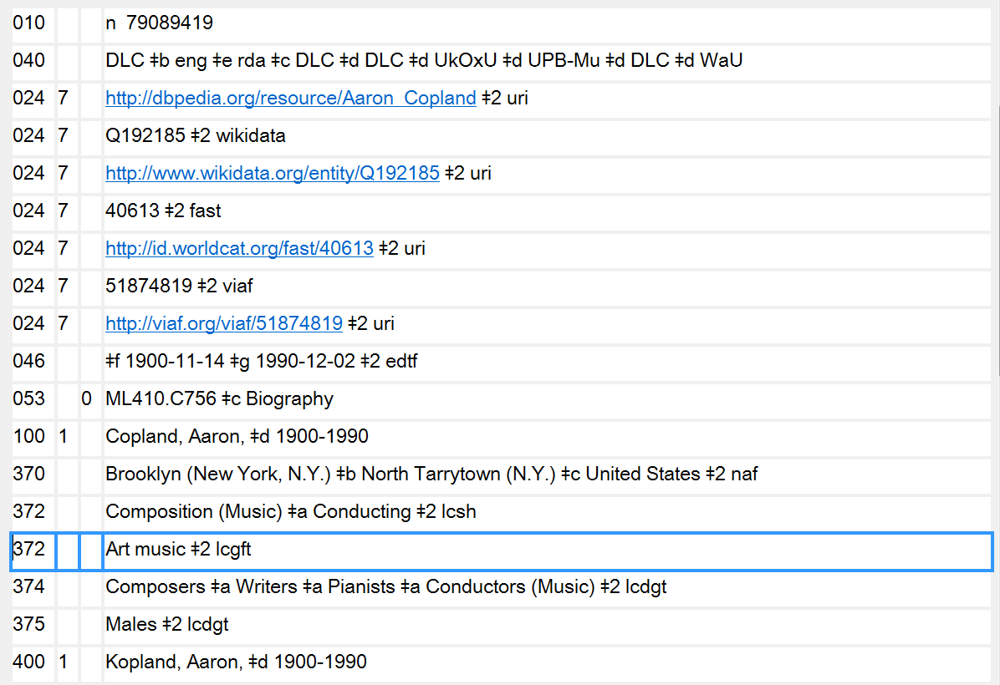 010 n  79089419
040 DLC ‡b eng ‡e rda ‡c DLC ‡d DLC ‡d UkOxU ‡d UPB-Mu ‡d DLC ‡d WaU
024 7 http://dbpedia.org/resource/Aaron_Copland ‡2 uri
024 7 Q192185 ‡2 wikidata
024 7 http://www.wikidata.org/entity/Q192185 ‡2 uri
024 7 40613 ‡2 fast
024 7 http://id.worldcat.org/fast/40613 ‡2 uri
024 7 51874819 ‡2 viaf
024 7 http://viaf.org/viaf/51874819 ‡2 uri
046 ‡f 1900-11-14 ‡g 1990-12-02 ‡2 edtf
053 0 ML410.C756 ‡c Biography
100 1 Copland, Aaron, ‡d 1900-1990
370 Brooklyn (New York, N.Y.) ‡b North Tarrytown (N.Y.) ‡c United States ‡2 naf
372 Composition (Music) ‡a Conducting ‡2 lcsh
372 Art music ‡2 lcgft
374 Composers ‡a Writers ‡a Pianists ‡a Conductors (Music) ‡2 lcdgt
375 Males ‡2 lcdgt
400 1 Kopland, Aaron, ‡d 1900-1990